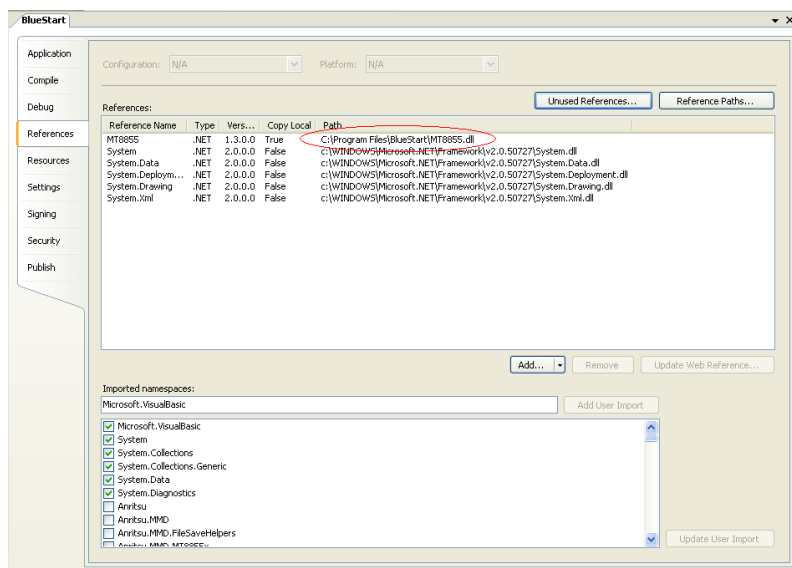 BlueStart
Application
Compile
Debug
References
Resources
Settings
Signing
Security
Publish
Configuration: N/A Platform: N/A
Unused References... Reference Paths...
References:
Reference Name Type Vers... Copy Local Path
MT8855 .NET 1.3.0.0 True C:\Program Files\BlueStart\MT8855.dll
System .NET 2.0.0.0 False c:\WINDOWS\Microsoft.NET\Framework\v2.0.50727\System.dll
System.Data .NET 2.0.0.0 False c:\WINDOWS\Microsoft.NET\Framework\v2.0.50727\System.Data.dll
System.Deploym... .NET 2.0.0.0 False c:\WINDOWS\Microsoft.NET\Framework\v2.0.50727\System.Deployment.dll
System.Drawing .NET 2.0.0.0 False c:\WINDOWS\Microsoft.NET\Framework\v2.0.50727\System.Drawing.dll
System.Xml .NET 2.0.0.0 False c:\WINDOWS\Microsoft.NET\Framework\v2.0.50727\System.Xml.dll
Add... Remove Update Web Reference...
Imported namespaces:
Microsoft.VisualBasic Add User Import
Microsoft.VisualBasic
System
System.Collections
System.Collections.Generic
System.Data
System.Diagnostics
Anritsu
Anritsu.MMD
Anritsu.MMD.FileSaveHelpers
Anritsu.MMD.MT8855v
Update User Import